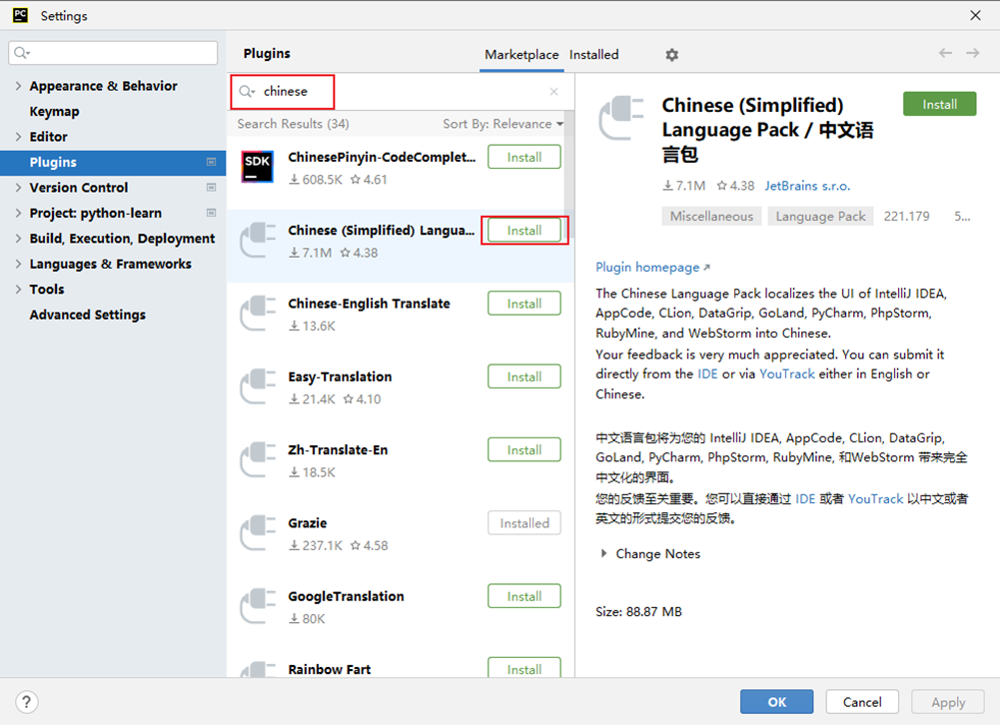 PC Settings
Plugins
Marketplace Installed
Appearance & Behavior
Keymap
Editor
Plugins
Version Control
Project: python-learn
Build, Execution, Deployment
Languages & Frameworks
Tools
Advanced Settings
chinese
Search Results (34) Sort By: Relevance
SDK
ChinesePinyin-CodeComplet... Install
608.5K 4.61
Chinese (Simplified) Langua... Install
7.1M 4.38
Chinese-English Translate Install
13.6K
Easy-Translation Install
21.4K 4.10
Zh-Translate-En Install
18.5K
Grazie Installed
237.1K 4.58
GoogleTranslation Install
80K
Rainbow Fart Install
Chinese (Simplified) Install
Language Pack / 中文语
言包
7.1M 4.38 JetBrains s.r.o.
Miscellaneous Language Pack 221.179 5...
Plugin homepage
The Chinese Language Pack localizes the UI of IntelliJ IDEA,
AppCode, CLion, DataGrip, GoLand, PyCharm, PhpStorm,
RubyMine, and WebStorm into Chinese.
Your feedback is very much appreciated. You can submit it
directly from the IDE or via YouTrack either in English or
Chinese.
中文语言包将为您的 IntelliJ IDEA, AppCode, CLion, DataGrip,
GoLand, PyCharm, PhpStorm, RubyMine, 和WebStorm 带来完全
中文化的界面。
您的反馈至关重要。您可以直接通过 IDE 或者 YouTrack 以中文或者
英文的形式提交您的反馈。
Change Notes
Size: 88.87 MB
?
OK Cancel Apply